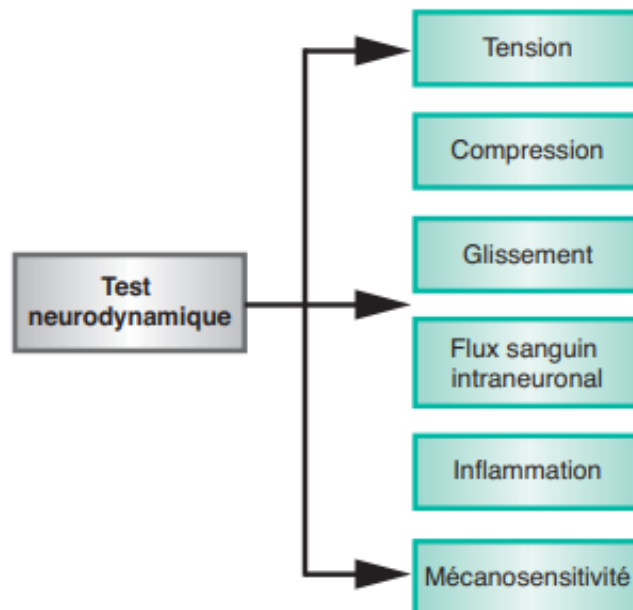 Tension
Compression
Glissement
Test
neurodynamique
Flux sanguin
intraneuronal
Inflammation
Mécanosensitivité